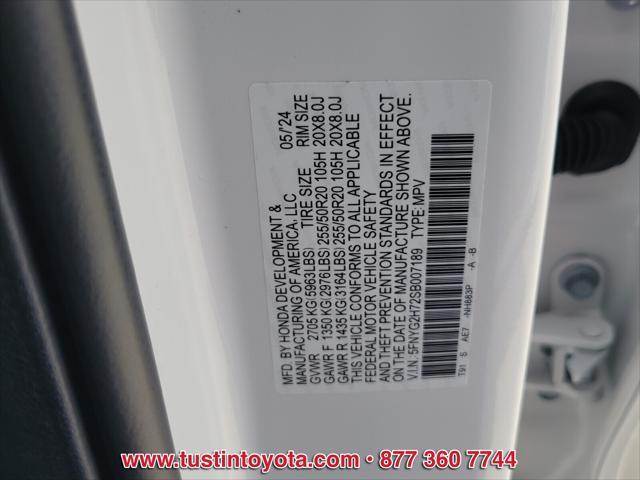 MFD. BY HONDA DEVELOPMENT & 05/24
MANUFACTURING OF AMERICA, LLC
GVWR 2705 KG(5963LBS) TIRE SIZE RIM SIZE
GAWR F 1350 KG(2976LBS) 255/50R20 105H 20X8.0J
GAWR R 1435 KG(3164LBS) 255/50R20 105H 20X8.0J
THIS VEHICLE CONFORMS TO ALL APPLICABLE
FEDERAL MOTOR VEHICLE SAFETY
AND THEFT PREVENTION STANDARDS IN EFFECT
ON THE DATE OF MANUFACTURE SHOWN ABOVE.
V.I.N: 5FNYG2H72SB007189 TYPE: MPV
T91 S AE7 -NH883P -A -B
www.tustintoyota.com • 877 360 7744